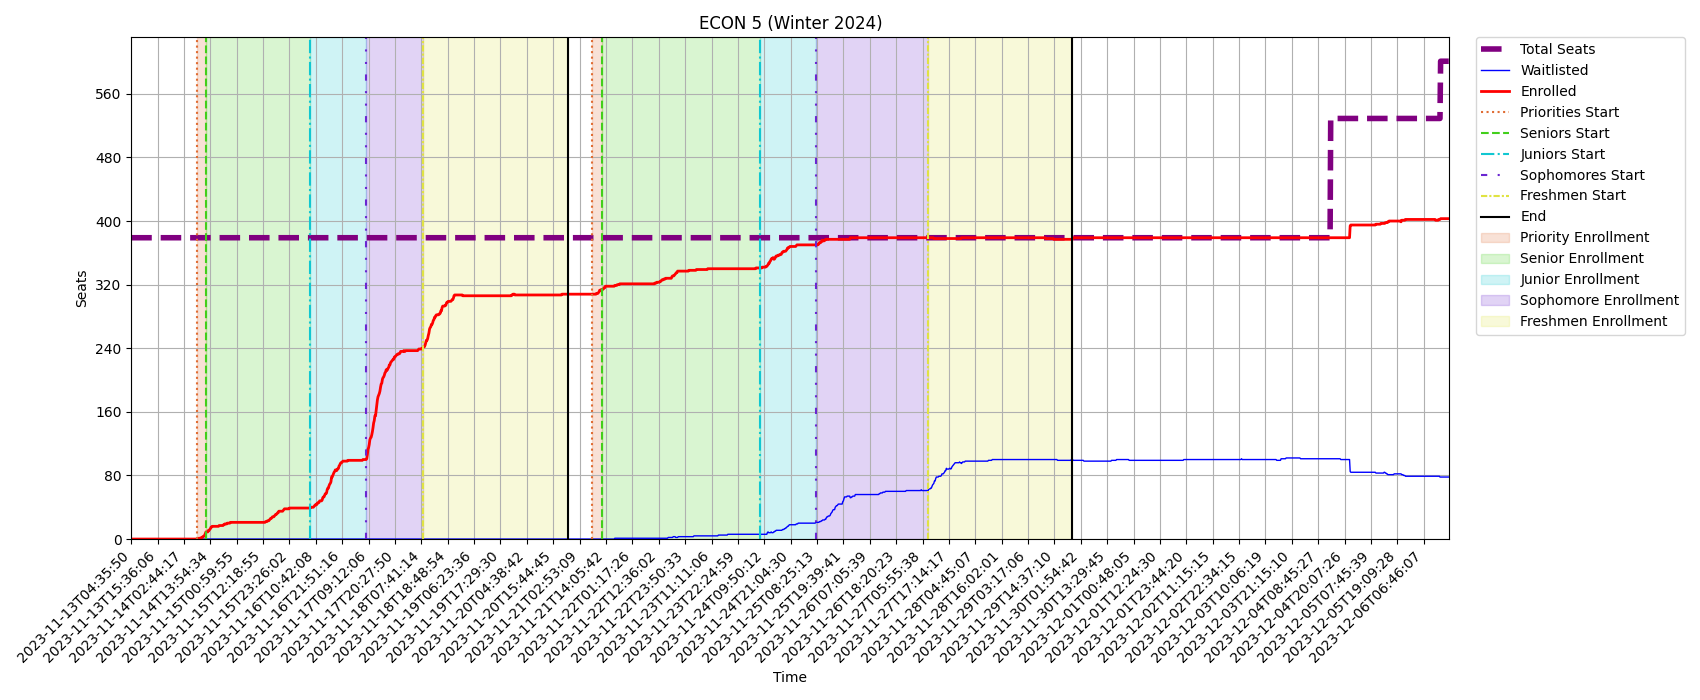 ECON 5 (Winter 2024)
Total Seats
Waitlisted
Enrolled
Priorities Start
Seniors Start
Juniors Start
Sophomores Start
Freshmen Start
End
Priority Enrollment
Senior Enrollment
Junior Enrollment
Sophomore Enrollment
Freshmen Enrollment
Seats
560
480
400
320
240
160
80
0
2023-11-13T04:35:50
2023-11-13T15:36:06
2023-11-14T02:44:17
2023-11-14T13:54:34
2023-11-15T00:59:55
2023-11-15T12:18:55
2023-11-15T23:26:02
2023-11-16T10:42:08
2023-11-16T21:51:16
2023-11-17T09:12:06
2023-11-17T20:27:50
2023-11-18T07:41:14
2023-11-18T18:48:54
2023-11-19T06:23:36
2023-11-19T17:29:30
2023-11-20T04:38:42
2023-11-20T15:44:45
2023-11-21T02:53:09
2023-11-21T14:05:42
2023-11-22T01:17:26
2023-11-22T12:36:02
2023-11-22T23:50:33
2023-11-23T11:11:06
2023-11-23T22:24:59
2023-11-24T09:50:12
2023-11-24T21:04:30
2023-11-25T08:25:13
2023-11-25T19:39:41
2023-11-26T07:05:39
2023-11-26T18:20:23
2023-11-27T05:55:38
2023-11-27T17:14:17
2023-11-28T04:45:07
2023-11-28T16:02:01
2023-11-29T03:17:06
2023-11-29T14:37:10
2023-11-30T01:54:42
2023-11-30T13:29:45
2023-12-01T00:48:05
2023-12-01T12:24:30
2023-12-01T23:44:20
2023-12-02T11:15:15
2023-12-02T22:34:15
2023-12-03T10:06:19
2023-12-03T21:15:10
2023-12-04T08:45:27
2023-12-04T20:07:26
2023-12-05T07:45:39
2023-12-05T19:09:28
2023-12-06T06:46:07
Time